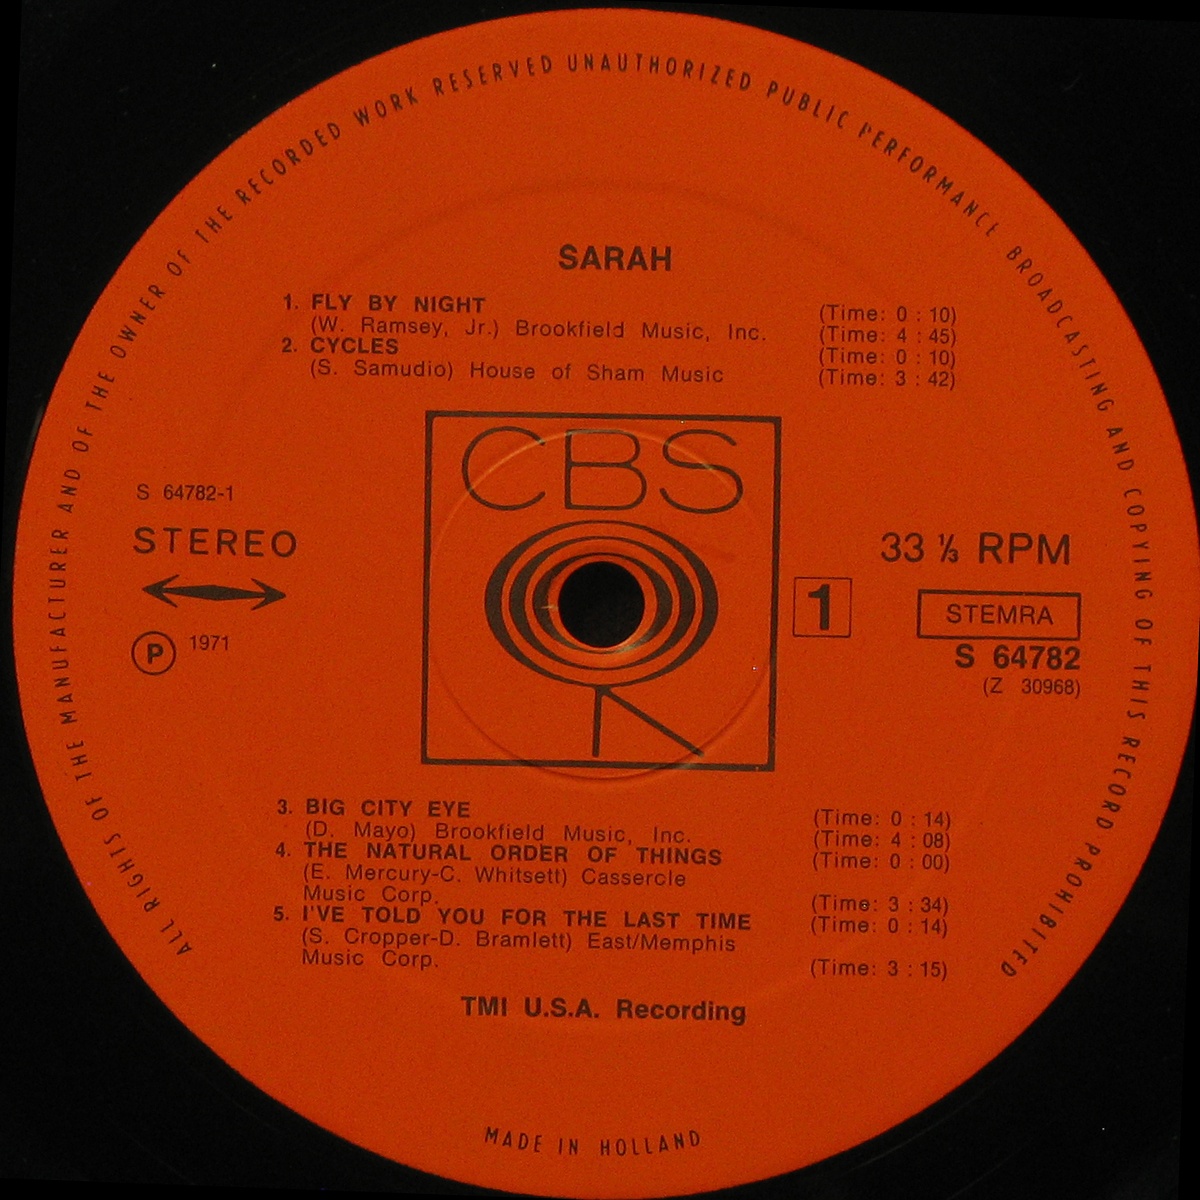 ALL RIGHTS OF THE MANUFACTURER AND OF THE OWNER OF THE RECORDED WORK RESERVED UNAUTHORIZED PUBLIC PERFORMANCE BROADCASTING AND COPYING OF THIS RECORD PROHIBITED
SARAH
1. FLY BY NIGHT (Time: 0 : 10)
(W. Ramsey, Jr.) Brookfield Music, Inc. (Time: 4 : 45)
2. CYCLES (Time: 0 : 10)
(S. Samudio) House of Sham Music (Time: 3 : 42)
CBS
S 64782-1
STEREO
33 ⅓ RPM
1
STEMRA
P 1971
S 64782
(Z 30968)
3. BIG CITY EYE (Time: 0 : 14)
(D. Mayo) Brookfield Music, Inc. (Time: 4 : 08)
4. THE NATURAL ORDER OF THINGS (Time: 0 : 00)
(E. Mercury-C. Whitsett) Cassercle
Music Corp. (Time: 3 : 34)
5. I'VE TOLD YOU FOR THE LAST TIME (Time: 0 : 14)
(S. Cropper-D. Bramlett) East/Memphis
Music Corp. (Time: 3 : 15)
TMI U.S.A. Recording
MADE IN HOLLAND